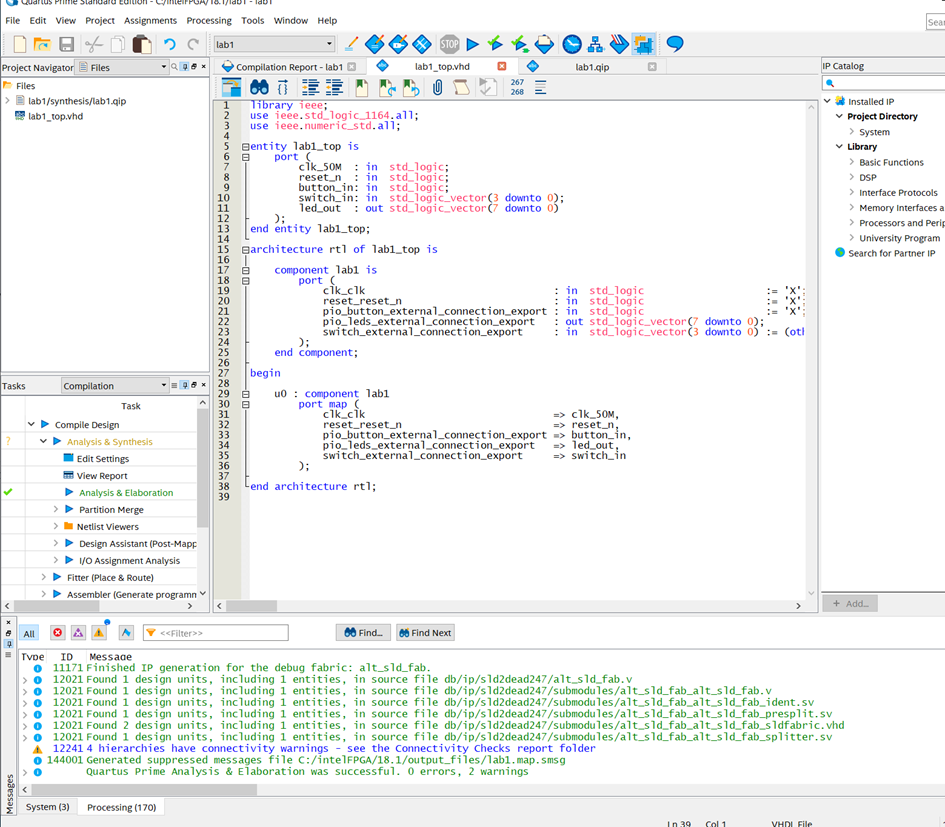 Quartus Prime Standard Edition - C:/intelFPGA/18.1/lab1 - lab1
File Edit View Project Assignments Processing Tools Window Help
Sear
lab1
Project Navigator Files
Files
lab1/synthesis/lab1.qip
lab1_top.vhd
Compilation Report - lab1 lab1_top.vhd lab1.qip
267
268
1 library ieee;
2 use ieee.std_logic_1164.all;
3 use ieee.numeric_std.all;
4
5 entity lab1_top is
6 port (
7 clk_50M : in std_logic;
8 reset_n : in std_logic;
9 button_in: in std_logic;
10 switch_in: in std_logic_vector(3 downto 0);
11 led_out : out std_logic_vector(7 downto 0)
12 );
13 end entity lab1_top;
14
15 architecture rtl of lab1_top is
16
17 component lab1 is
18 port (
19 clk_clk : in std_logic := 'X';
20 reset_reset_n : in std_logic := 'X';
21 pio_button_external_connection_export : in std_logic := 'X';
22 pio_leds_external_connection_export : out std_logic_vector(7 downto 0);
23 switch_external_connection_export : in std_logic_vector(3 downto 0) := (oth
24 );
25 end component;
26
27 begin
28
29 u0 : component lab1
30 port map (
31 clk_clk => clk_50M,
32 reset_reset_n => reset_n,
33 pio_button_external_connection_export => button_in,
34 pio_leds_external_connection_export => led_out,
35 switch_external_connection_export => switch_in
36 );
37
38 end architecture rtl;
39
IP Catalog
Installed IP
Project Directory
System
Library
Basic Functions
DSP
Interface Protocols
Memory Interfaces a
Processors and Perip
University Program
Search for Partner IP
+ Add...
Tasks Compilation
Task
Compile Design
? Analysis & Synthesis
Edit Settings
View Report
Analysis & Elaboration
Partition Merge
Netlist Viewers
Design Assistant (Post-Mapp
I/O Assignment Analysis
Fitter (Place & Route)
Assembler (Generate programm
All <<Filter>> Find... Find Next
Type ID Message
11171 Finished IP generation for the debug fabric: alt_sld_fab.
12021 Found 1 design units, including 1 entities, in source file db/ip/sld2dead247/alt_sld_fab.v
12021 Found 1 design units, including 1 entities, in source file db/ip/sld2dead247/submodules/alt_sld_fab_alt_sld_fab.v
12021 Found 1 design units, including 1 entities, in source file db/ip/sld2dead247/submodules/alt_sld_fab_alt_sld_fab_ident.sv
12021 Found 1 design units, including 1 entities, in source file db/ip/sld2dead247/submodules/alt_sld_fab_alt_sld_fab_presplit.sv
12021 Found 2 design units, including 1 entities, in source file db/ip/sld2dead247/submodules/alt_sld_fab_alt_sld_fab_sldfabric.vhd
12021 Found 1 design units, including 1 entities, in source file db/ip/sld2dead247/submodules/alt_sld_fab_alt_sld_fab_splitter.sv
12241 4 hierarchies have connectivity warnings - see the Connectivity Checks report folder
144001 Generated suppressed messages file C:/intelFPGA/18.1/output_files/lab1.map.smsg
Quartus Prime Analysis & Elaboration was successful. 0 errors, 2 warnings
Messages
System (3) Processing (170)
Ln 39 Col 1 VHDL File